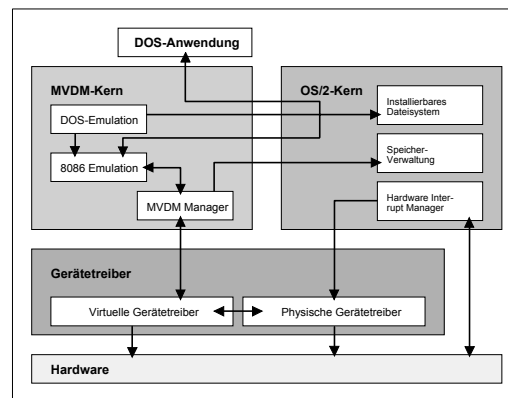 DOS-Anwendung
MVDM-Kern
DOS-Emulation
8086 Emulation
MVDM Manager
OS/2-Kern
Installierbares
Dateisystem
Speicher-
Verwaltung
Hardware Inter-
rupt Manager
Gerätetreiber
Virtuelle Gerätetreiber
Physische Gerätetreiber
Hardware